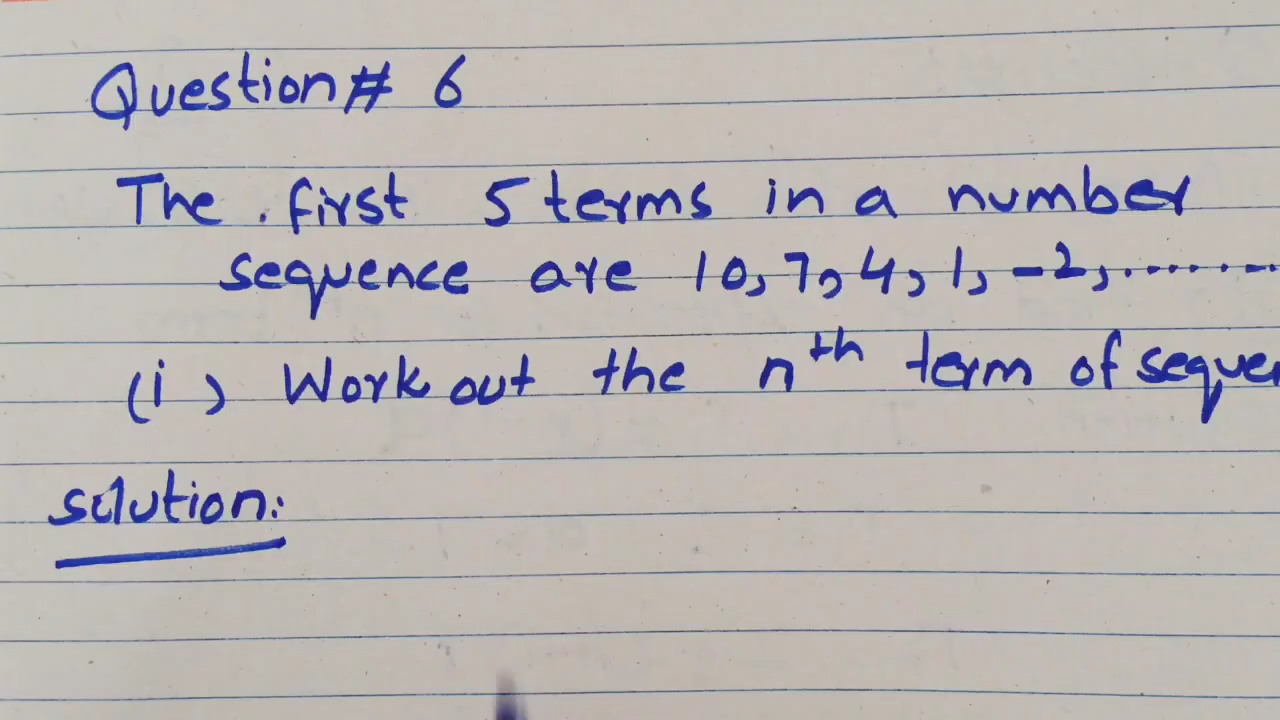 Question# 6
The first 5 terms in a number
sequence are 10, 7, 4, 1, -2, ........
(i) Work out the nth term of sequen
solution: